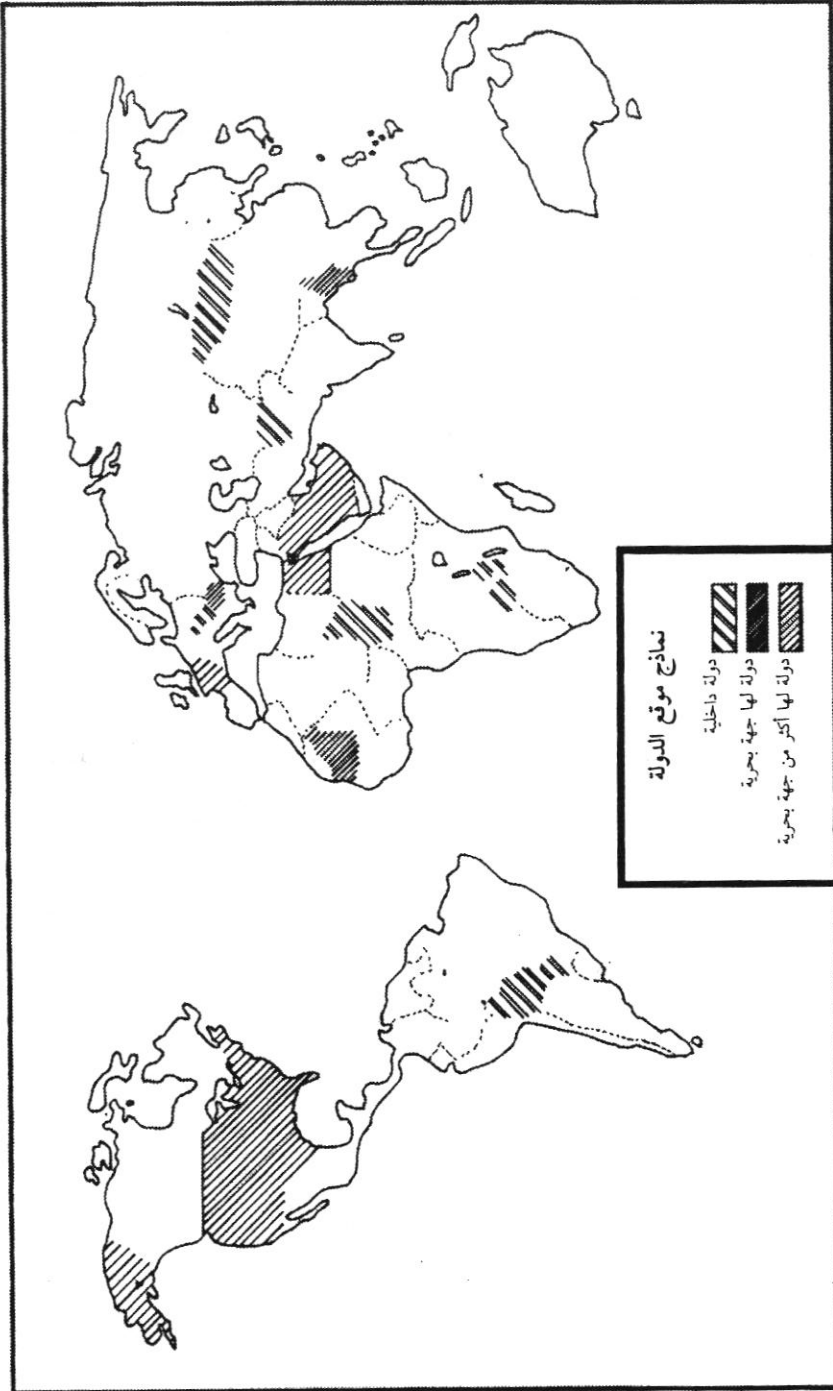 نماذج موقع الدولة
دولة داخلية
دولة لها جهة بحرية
دولة لها أكثر من جهة بحرية